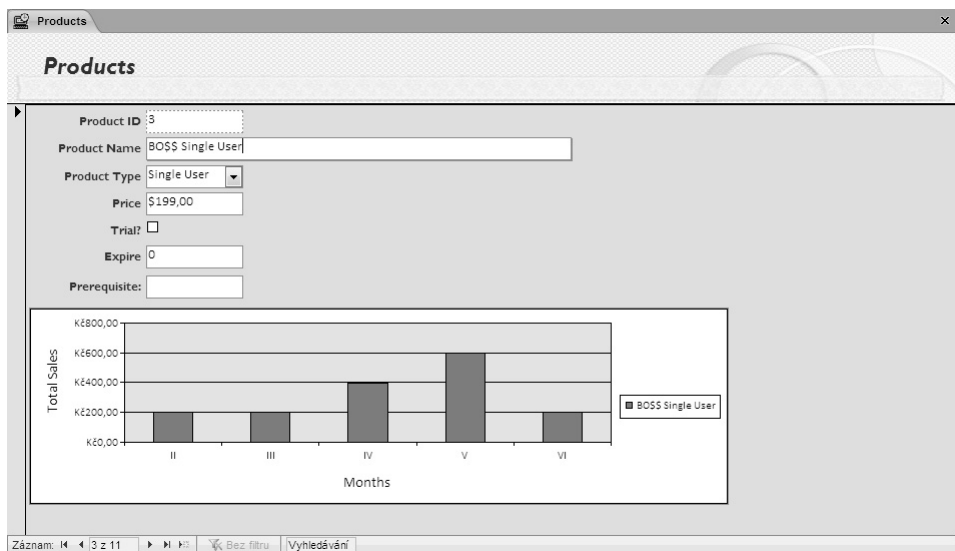 Products
Products
Product ID 3
Product Name BO$$ Single User
Product Type Single User
Price $199,00
Trial?
Expire 0
Prerequisite:
Kč800,00
Kč600,00
Kč400,00
Kč200,00
Kč0,00
Total Sales
II III IV V VI
Months
BO$$ Single User
Záznam: 3 z 11 Bez filtru Vyhledávání